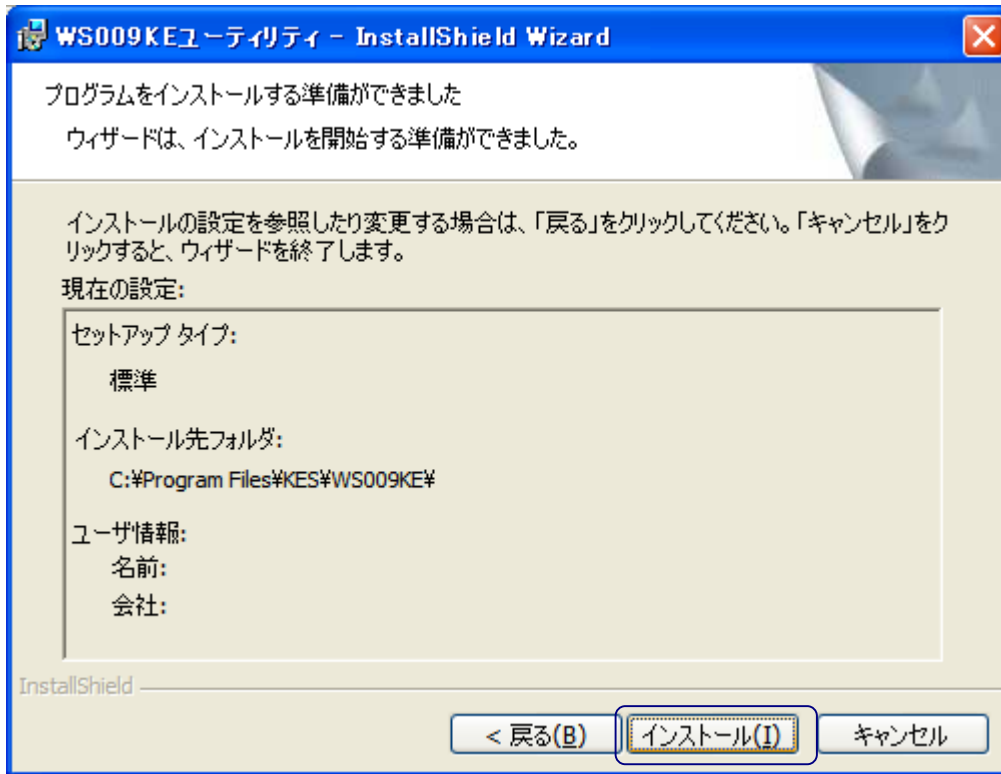 WS009KEユーティリティ - InstallShield Wizard
プログラムをインストールする準備ができました
ウィザードは、インストールを開始する準備ができました。
インストールの設定を参照したり変更する場合は、「戻る」をクリックしてください。「キャンセル」をク
リックすると、ウィザードを終了します。
現在の設定:
セットアップ タイプ:
標準
インストール先フォルダ:
C:¥Program Files¥KES¥WS009KE¥
ユーザ情報:
名前:
会社:
InstallShield
< 戻る(B) インストール(I) キャンセル